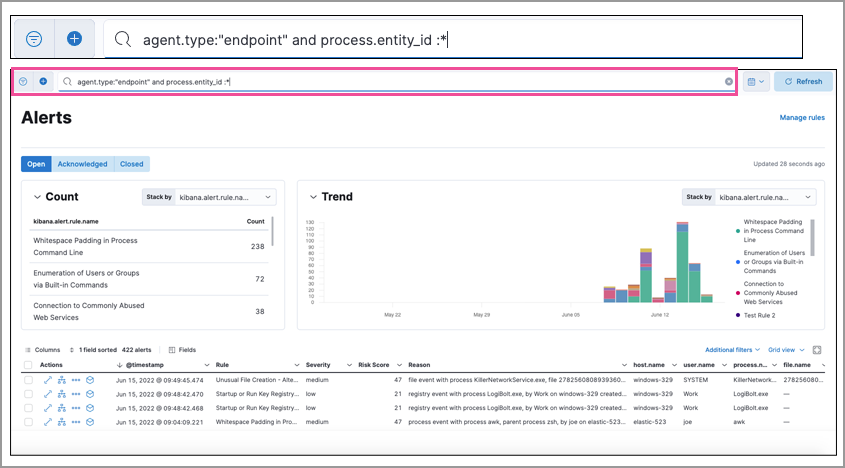 agent.type:"endpoint" and process.entity_id :*
agent.type:"endpoint" and process.entity_id :*
Refresh
Alerts
Manage rules
Open Acknowledged Closed
Updated 28 seconds ago
Count
Stack by kibana.alert.rule.na...
kibana.alert.rule.name Count
Whitespace Padding in Process
Command Line
238
Enumeration of Users or Groups
via Built-in Commands
72
Connection to Commonly Abused
Web Services
38
Trend
Stack by kibana.alert.rule.na...
130
120
110
100
90
80
70
60
50
40
30
20
10
0
May 22 May 29 June 05 June 12
Whitespace Padding
in Process Command
Line
Enumeration of Users
or Groups via Built-in
Commands
Connection to
Commonly Abused
Web Services
Test Rule 2
Columns 1 field sorted 422 alerts Fields
Additional filters Grid view
Actions @timestamp Rule Severity Risk Score Reason host.name user.name process.n... file.name
Jun 15, 2022 @ 09:49:45.474 Unusual File Creation - Alte... medium 47 file event with process KillerNetworkService.exe, file 2782560808939360... windows-329 SYSTEM KillerNetwork... 278256080...
Jun 15, 2022 @ 09:48:42.470 Startup or Run Key Registry... low 21 registry event with process LogiBolt.exe, by Work on windows-329 created... windows-329 Work LogiBolt.exe —
Jun 15, 2022 @ 09:48:42.468 Startup or Run Key Registry... low 21 registry event with process LogiBolt.exe, by Work on windows-329 created... windows-329 Work LogiBolt.exe —
Jun 15, 2022 @ 09:04:09.221 Whitespace Padding in Pro... medium 47 process event with process awk, parent process zsh, by joe on elastic-523... elastic-523 joe awk —